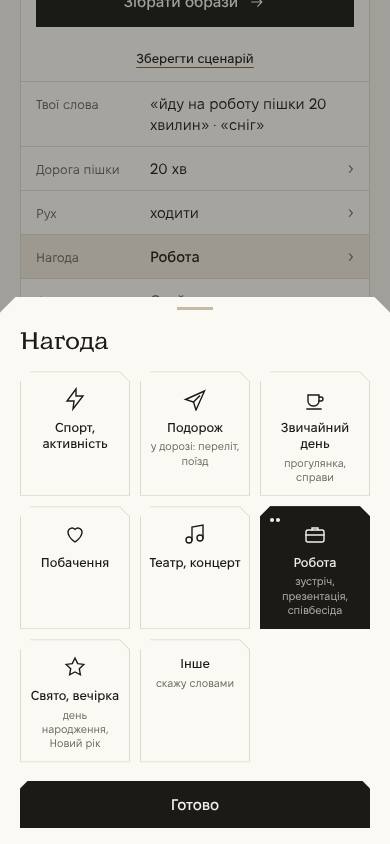 Зібрати образи →
Зберегти сценарій
Твої слова
«йду на роботу пішки 20
хвилин» · «сніг»
Дорога пішки
20 хв
Рух
ходити
Нагода
Робота
Нагода
Спорт,
активність
Подорож
у дорозі: переліт,
поїзд
Звичайний
день
прогулянка,
справи
Побачення
Театр, концерт
Робота
зустріч,
презентація,
співбесіда
Свято, вечірка
день
народження,
Новий рік
Інше
скажу словами
Готово